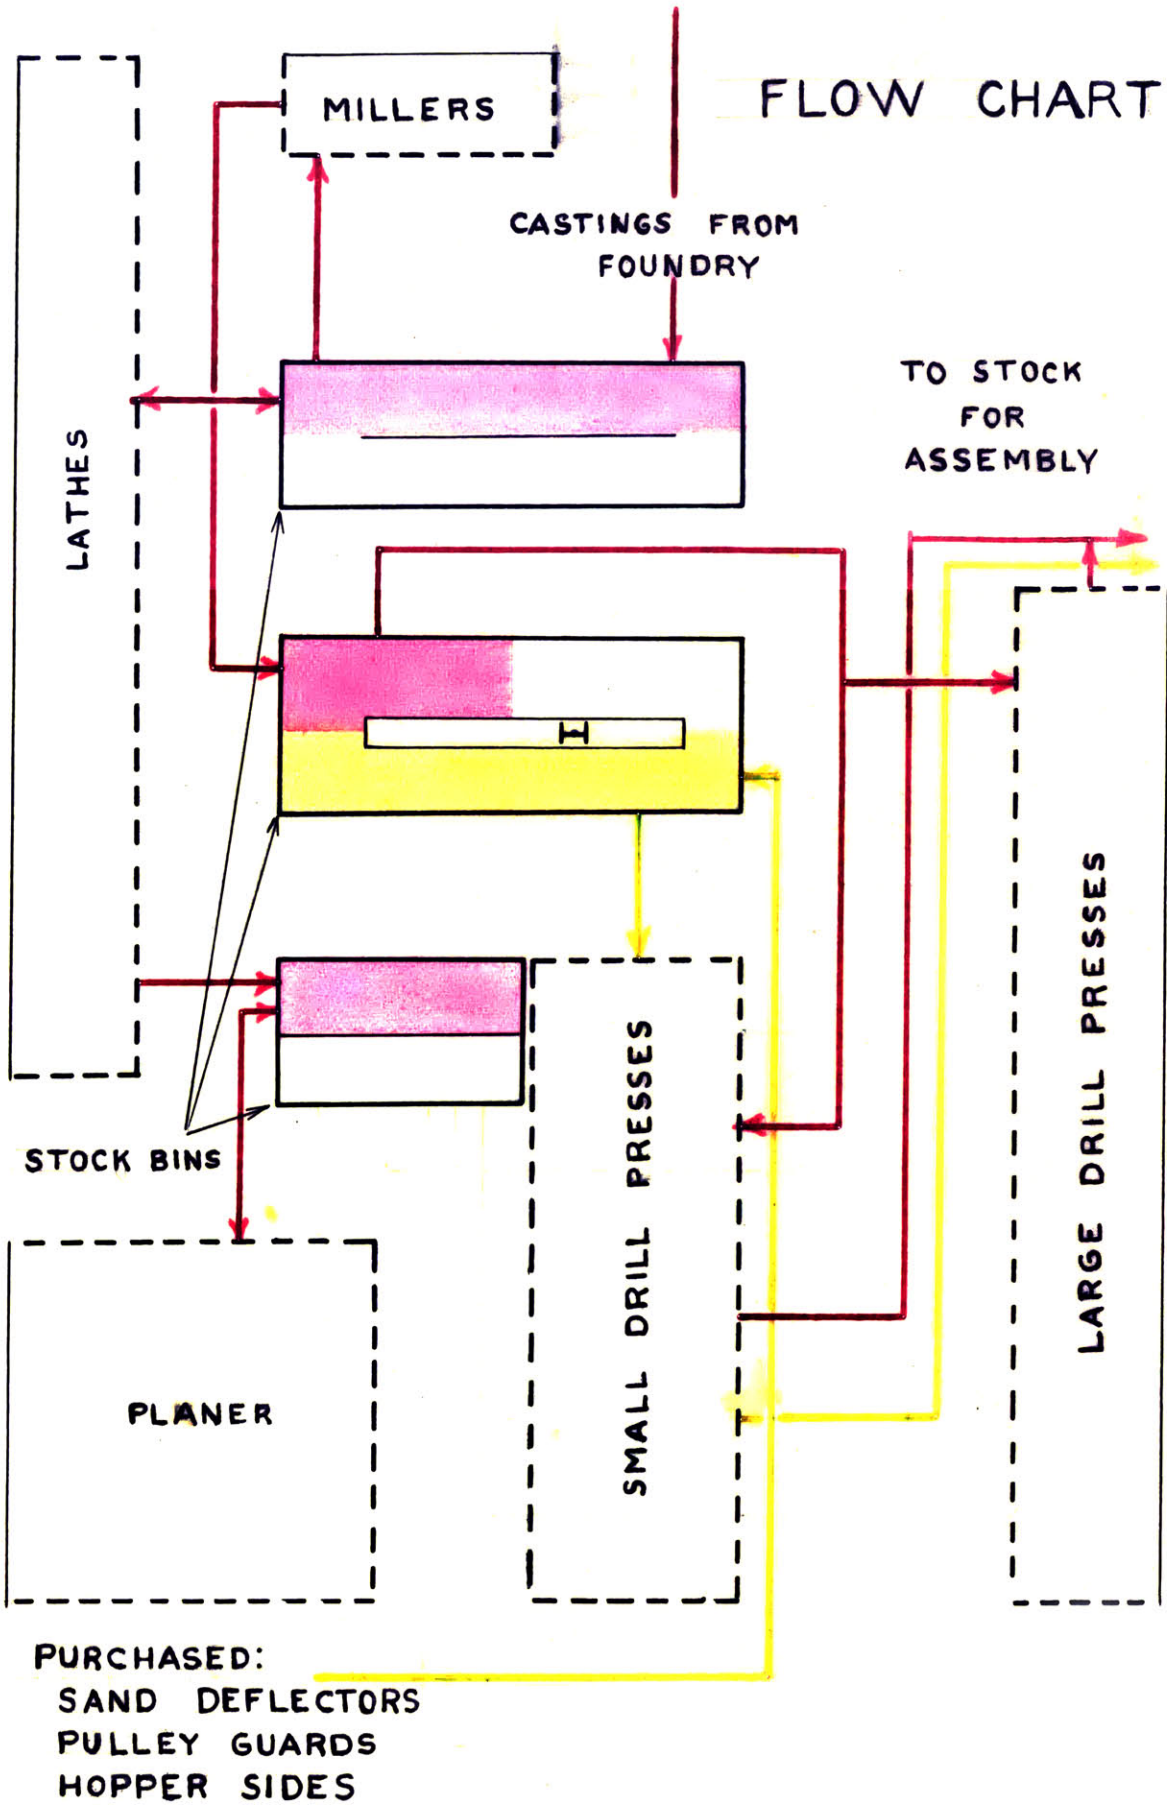 FLOW CHART
MILLERS
CASTINGS FROM
FOUNDRY
TO STOCK
FOR
ASSEMBLY
LATHES
STOCK BINS
SMALL DRILL PRESSES
LARGE DRILL PRESSES
PLANER
PURCHASED:
SAND DEFLECTORS
PULLEY GUARDS
HOPPER SIDES